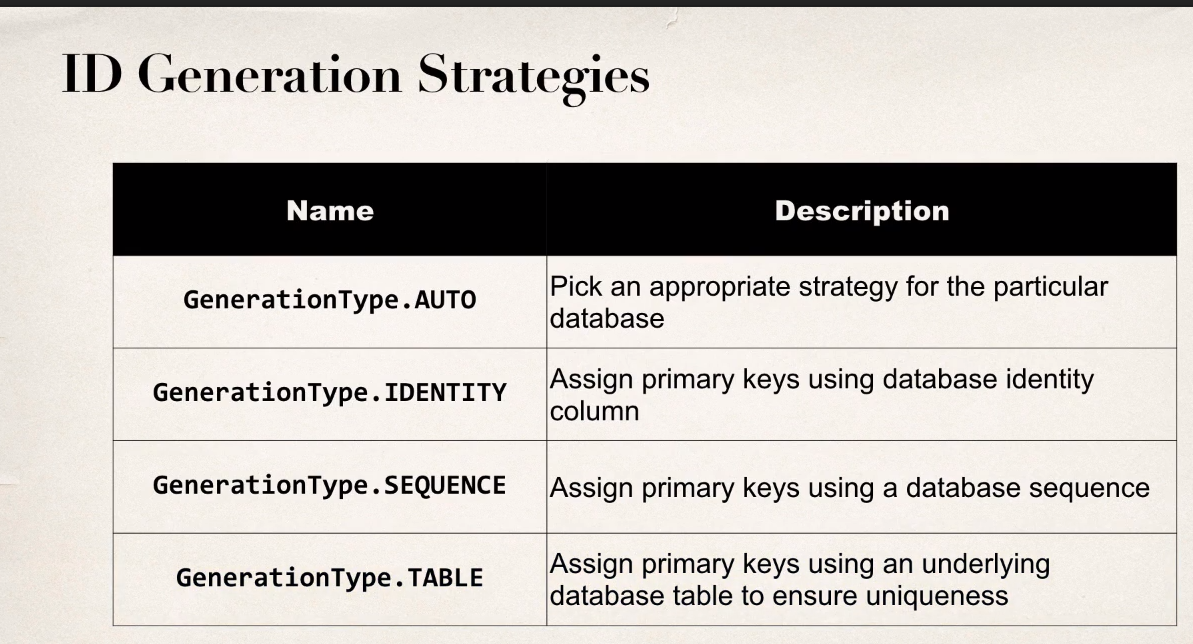 ID Generation Strategies
Name Description
GenerationType.AUTO Pick an appropriate strategy for the particular
database
GenerationType.IDENTITY Assign primary keys using database identity
column
GenerationType.SEQUENCE Assign primary keys using a database sequence
GenerationType.TABLE Assign primary keys using an underlying
database table to ensure uniqueness